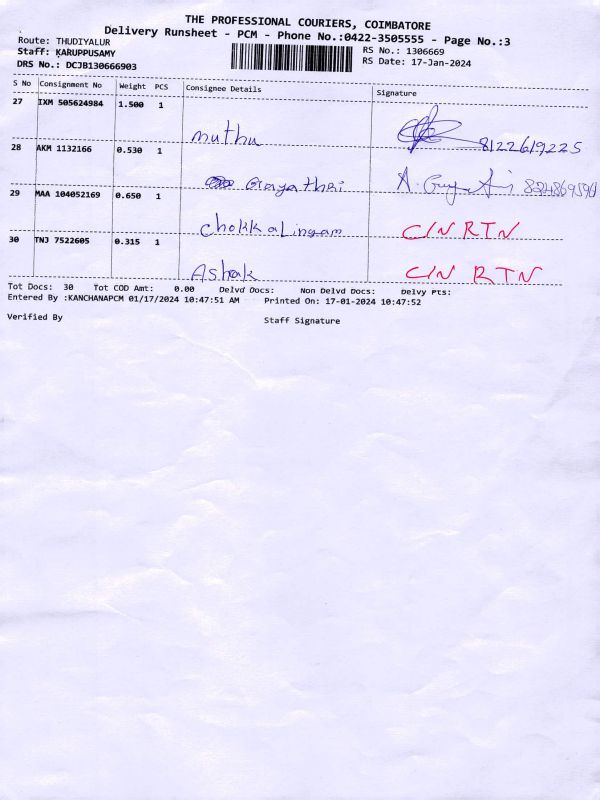 THE PROFESSIONAL COURIERS, COIMBATORE
Delivery Runsheet - PCM - Phone No.:0422-3505555 - Page No.:3
Route: THUDIYALUR
RS No.: 1306669
Staff: KARUPPUSAMY
RS Date: 17-Jan-2024
DRS No.: DCJB130666903
S No Consignment No Weight PCS Consignee Details Signature
27 IXM 505624984 1.500 1
muthu 8122619225
28 AKM 1132166 0.530 1
Gayathri A.
29 MAA 104052169 0.650 1
Chokkalingam C/N RTN
30 TNJ 7522605 0.315 1
Ashok C/N RTN
Tot Docs: 30 Tot COD Amt: 0.00 Delvd Docs: Non Delvd Docs: Delvy Pts:
Entered By :KANCHANAPCM 01/17/2024 10:47:51 AM Printed On: 17-01-2024 10:47:52
Verified By Staff Signature